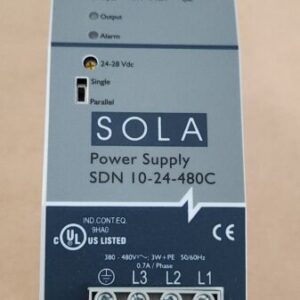 Output
Alarm
24-28 Vdc
Single
Parallel
SOLA
Power Supply
SDN 10-24-480C
IND.CONT.EQ.
9HA0
C UL US LISTED
CE
380 - 480V 3W+PE 50/60Hz
0.7A / Phase
L3 L2 L1